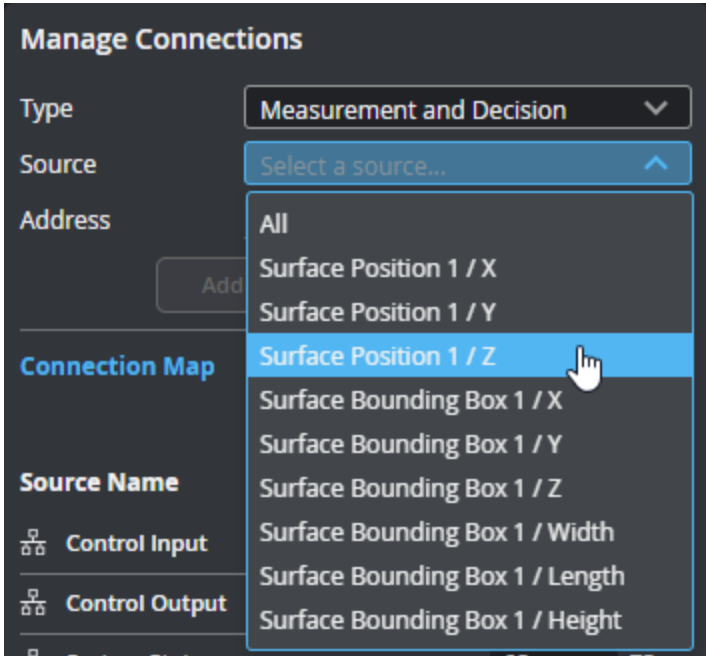 Manage Connections
Type
Measurement and Decision
Source
Select a source...
Address
All
Surface Position 1 / X
Add
Surface Position 1 / Y
Surface Position 1 / Z
Connection Map
Surface Bounding Box 1 / X
Surface Bounding Box 1 / Y
Surface Bounding Box 1 / Z
Source Name
Surface Bounding Box 1 / Width
Control Input
Surface Bounding Box 1 / Length
Control Output
Surface Bounding Box 1 / Height